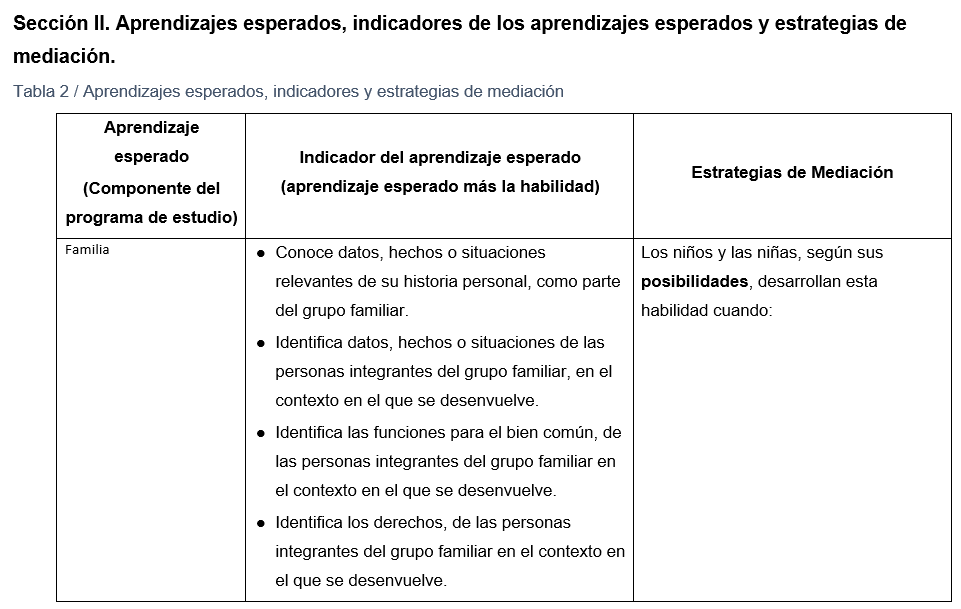 Sección II. Aprendizajes esperados, indicadores de los aprendizajes esperados y estrategias de
mediación.
Tabla 2 / Aprendizajes esperados, indicadores y estrategias de mediación
Aprendizaje
esperado
(Componente del
programa de estudio)
Indicador del aprendizaje esperado
(aprendizaje esperado más la habilidad)
Estrategias de Mediación
Familia
● Conoce datos, hechos o situaciones
relevantes de su historia personal, como parte
del grupo familiar.
● Identifica datos, hechos o situaciones de las
personas integrantes del grupo familiar, en el
contexto en el que se desenvuelve.
● Identifica las funciones para el bien común, de
las personas integrantes del grupo familiar en
el contexto en el que se desenvuelve.
● Identifica los derechos, de las personas
integrantes del grupo familiar en el contexto en
el que se desenvuelve.
Los niños y las niñas, según sus
posibilidades, desarrollan esta
habilidad cuando: